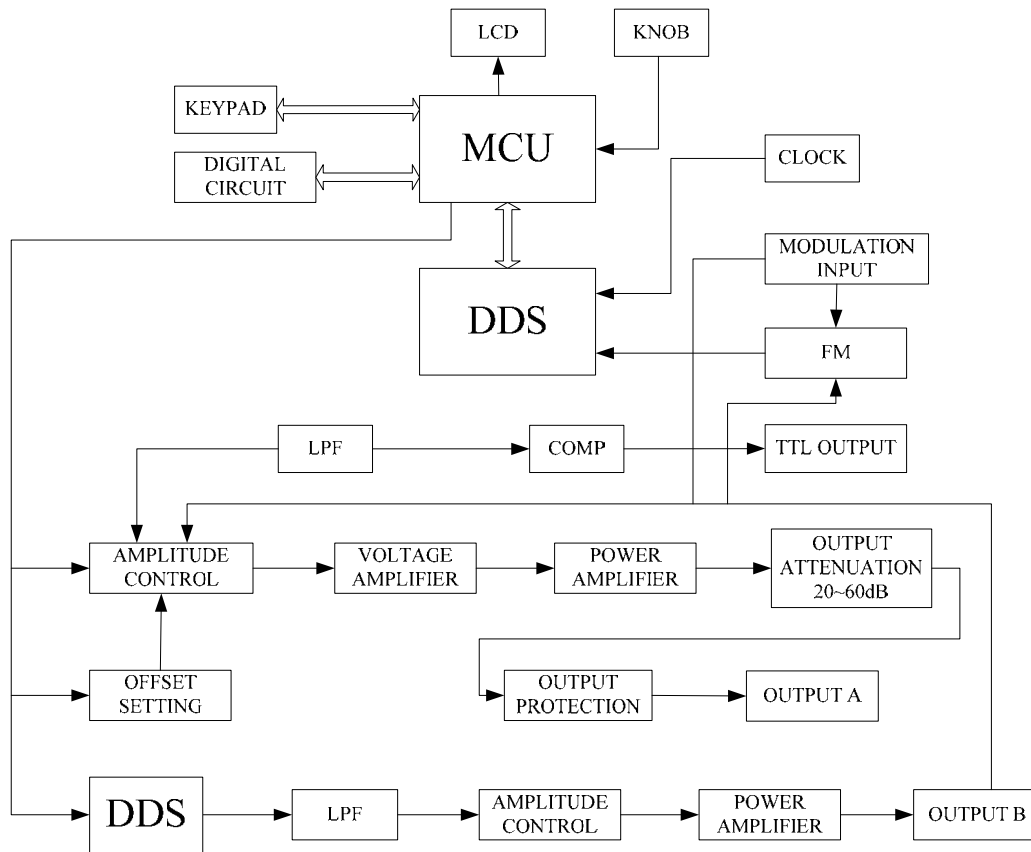 LCD
KNOB
KEYPAD
MCU
DIGITAL
CIRCUIT
CLOCK
MODULATION
INPUT
DDS
FM
LPF
COMP
TTL OUTPUT
AMPLITUDE
CONTROL
VOLTAGE
AMPLIFIER
POWER
AMPLIFIER
OUTPUT
ATTENUATION
20~60dB
OFFSET
SETTING
OUTPUT
PROTECTION
OUTPUT A
DDS
LPF
AMPLITUDE
CONTROL
POWER
AMPLIFIER
OUTPUT B